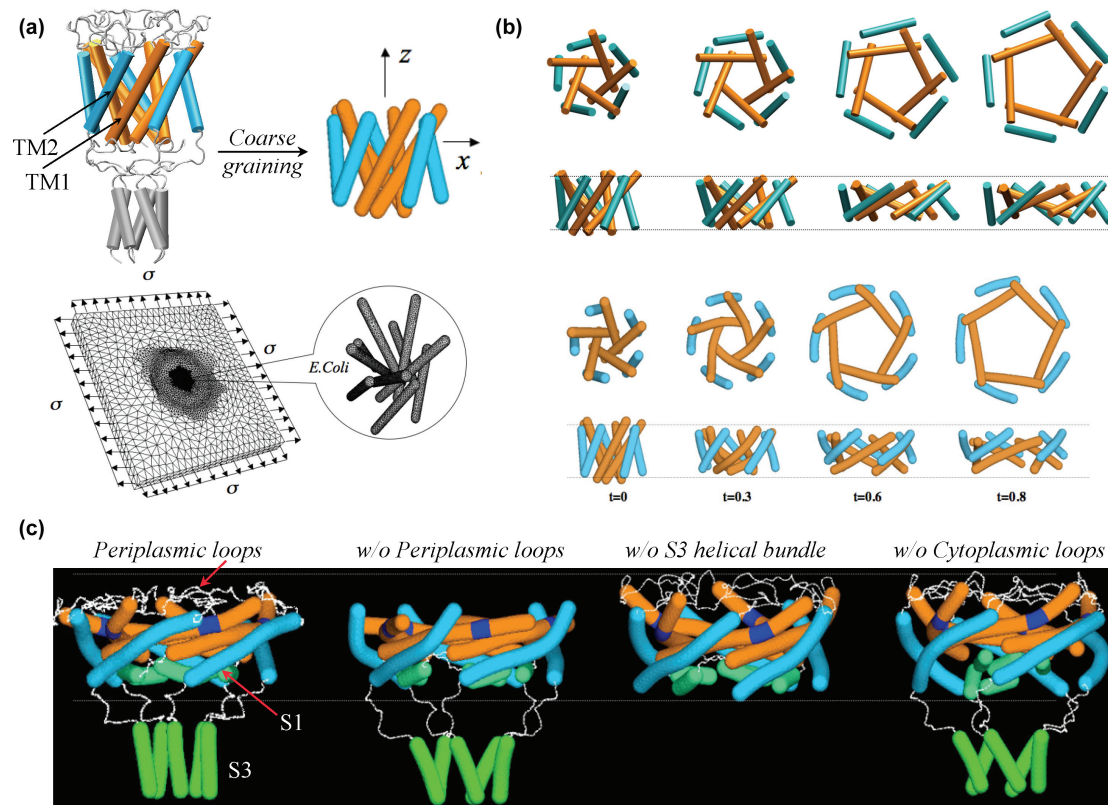 (a)
TM2
TM1
Coarse
graining
z
x
σ
σ
σ
σ
E.Coli
(b)
t=0 t=0.3 t=0.6 t=0.8
(c)
Periplasmic loops w/o Periplasmic loops w/o S3 helical bundle w/o Cytoplasmic loops
S1
S3